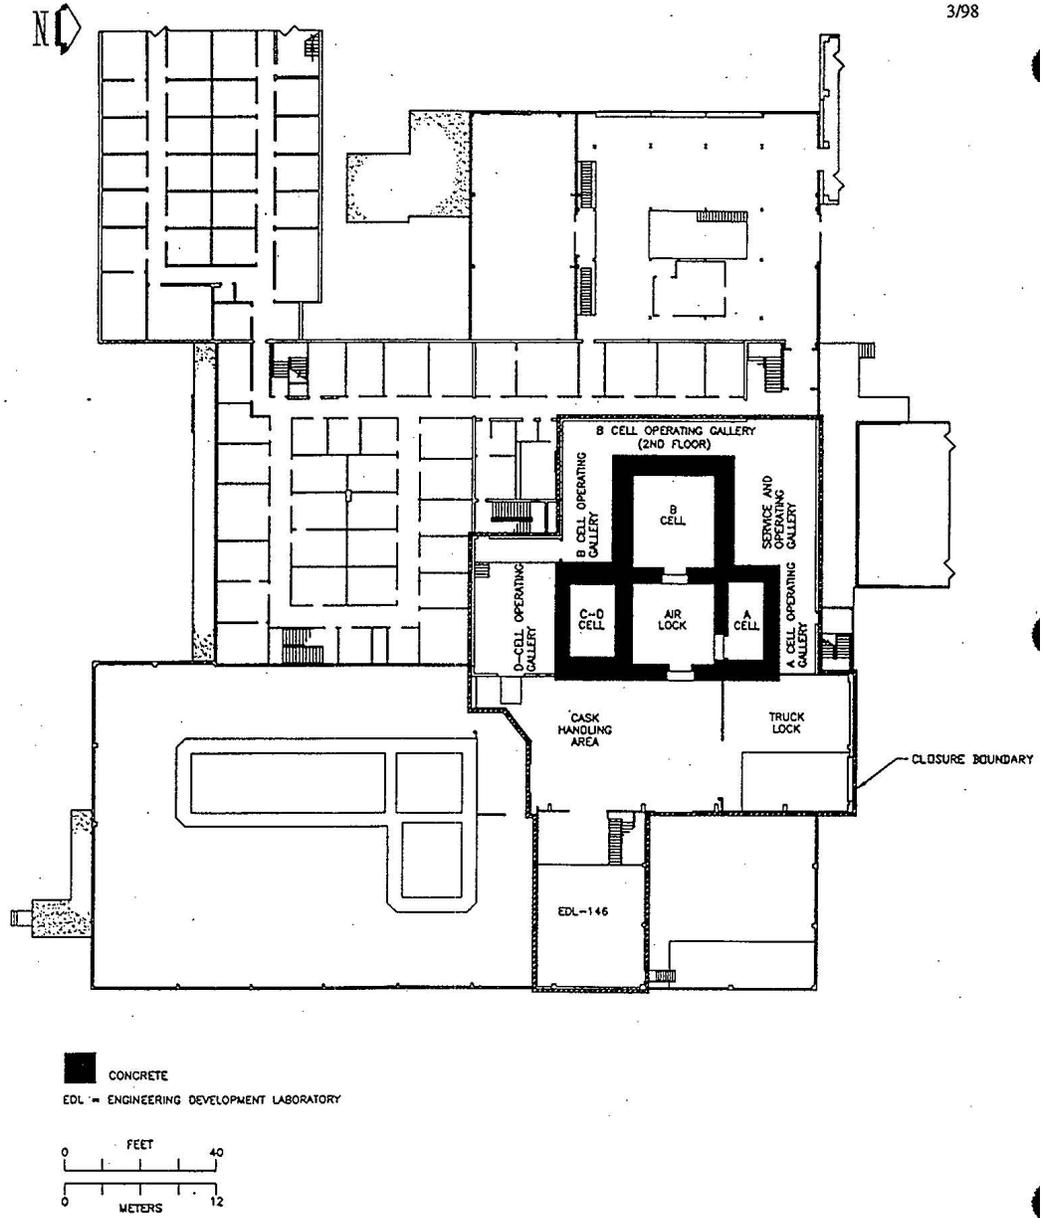 3/98
N
B CELL OPERATING GALLERY
(2ND FLOOR)
B CELL OPERATING
GALLERY
B
CELL
SERVICE AND
OPERATING
GALLERY
D-CELL OPERATING
GALLERY
C-D
CELL
AIR
LOCK
A
CELL
A CELL OPERATING
GALLERY
CASK
HANDLING
AREA
TRUCK
LOCK
CLOSURE BOUNDARY
EDL-146
CONCRETE
EDL = ENGINEERING DEVELOPMENT LABORATORY
FEET
0 40
0 12
METERS